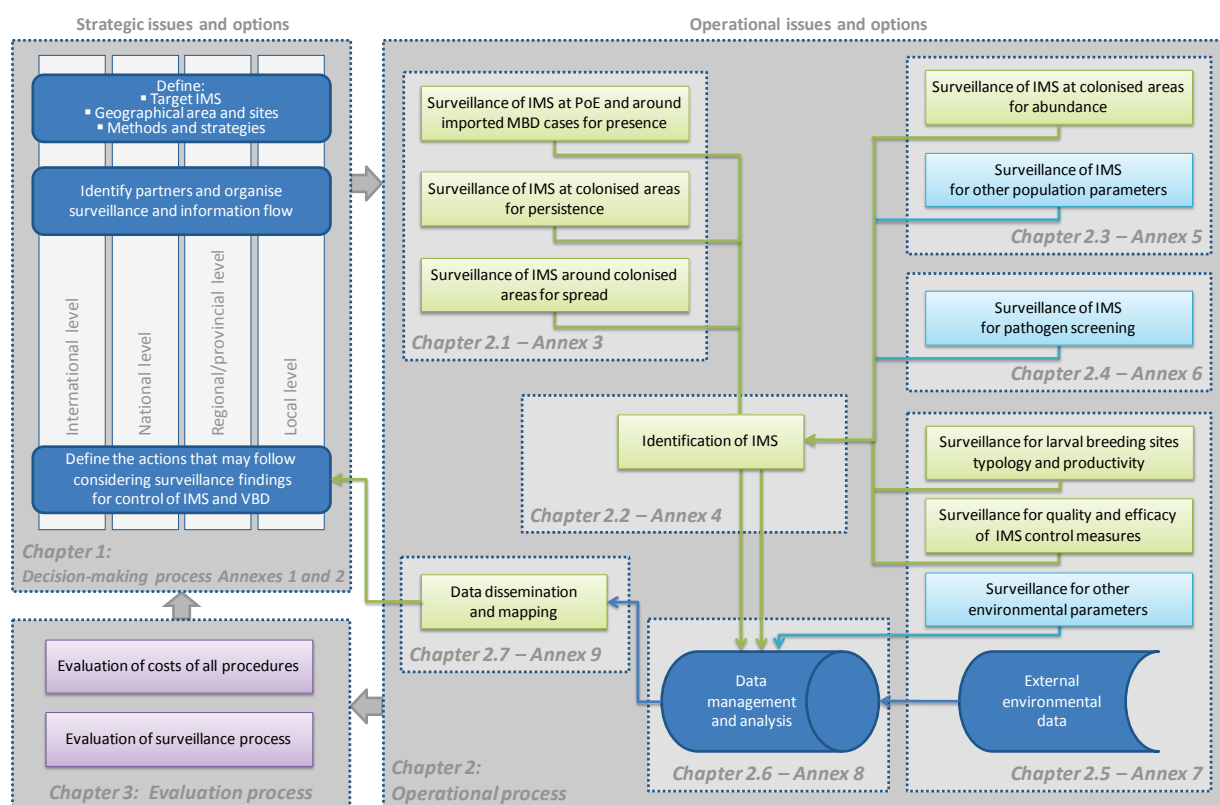 Strategic issues and options
Define:
▪ Target IMS
▪ Geographical area and sites
▪ Methods and strategies
Identify partners and organise
surveillance and information flow
International level
National level
Regional/provincial level
Local level
Define the actions that may follow
considering surveillance findings
for control of IMS and VBD
Chapter 1:
Decision-making process Annexes 1 and 2
Evaluation of costs of all procedures
Evaluation of surveillance process
Chapter 3: Evaluation process
Operational issues and options
Surveillance of IMS at PoE and around
imported MBD cases for presence
Surveillance of IMS at colonised areas
for persistence
Surveillance of IMS around colonised
areas for spread
Chapter 2.1 – Annex 3
Identification of IMS
Chapter 2.2 – Annex 4
Data dissemination
and mapping
Chapter 2.7 – Annex 9
Data
management
and analysis
Chapter 2.6 – Annex 8
Chapter 2:
Operational process
Surveillance of IMS at colonised areas
for abundance
Surveillance of IMS
for other population parameters
Chapter 2.3 – Annex 5
Surveillance of IMS
for pathogen screening
Chapter 2.4 – Annex 6
Surveillance for larval breeding sites
typology and productivity
Surveillance for quality and efficacy
of IMS control measures
Surveillance for other
environmental parameters
External
environmental
data
Chapter 2.5 – Annex 7